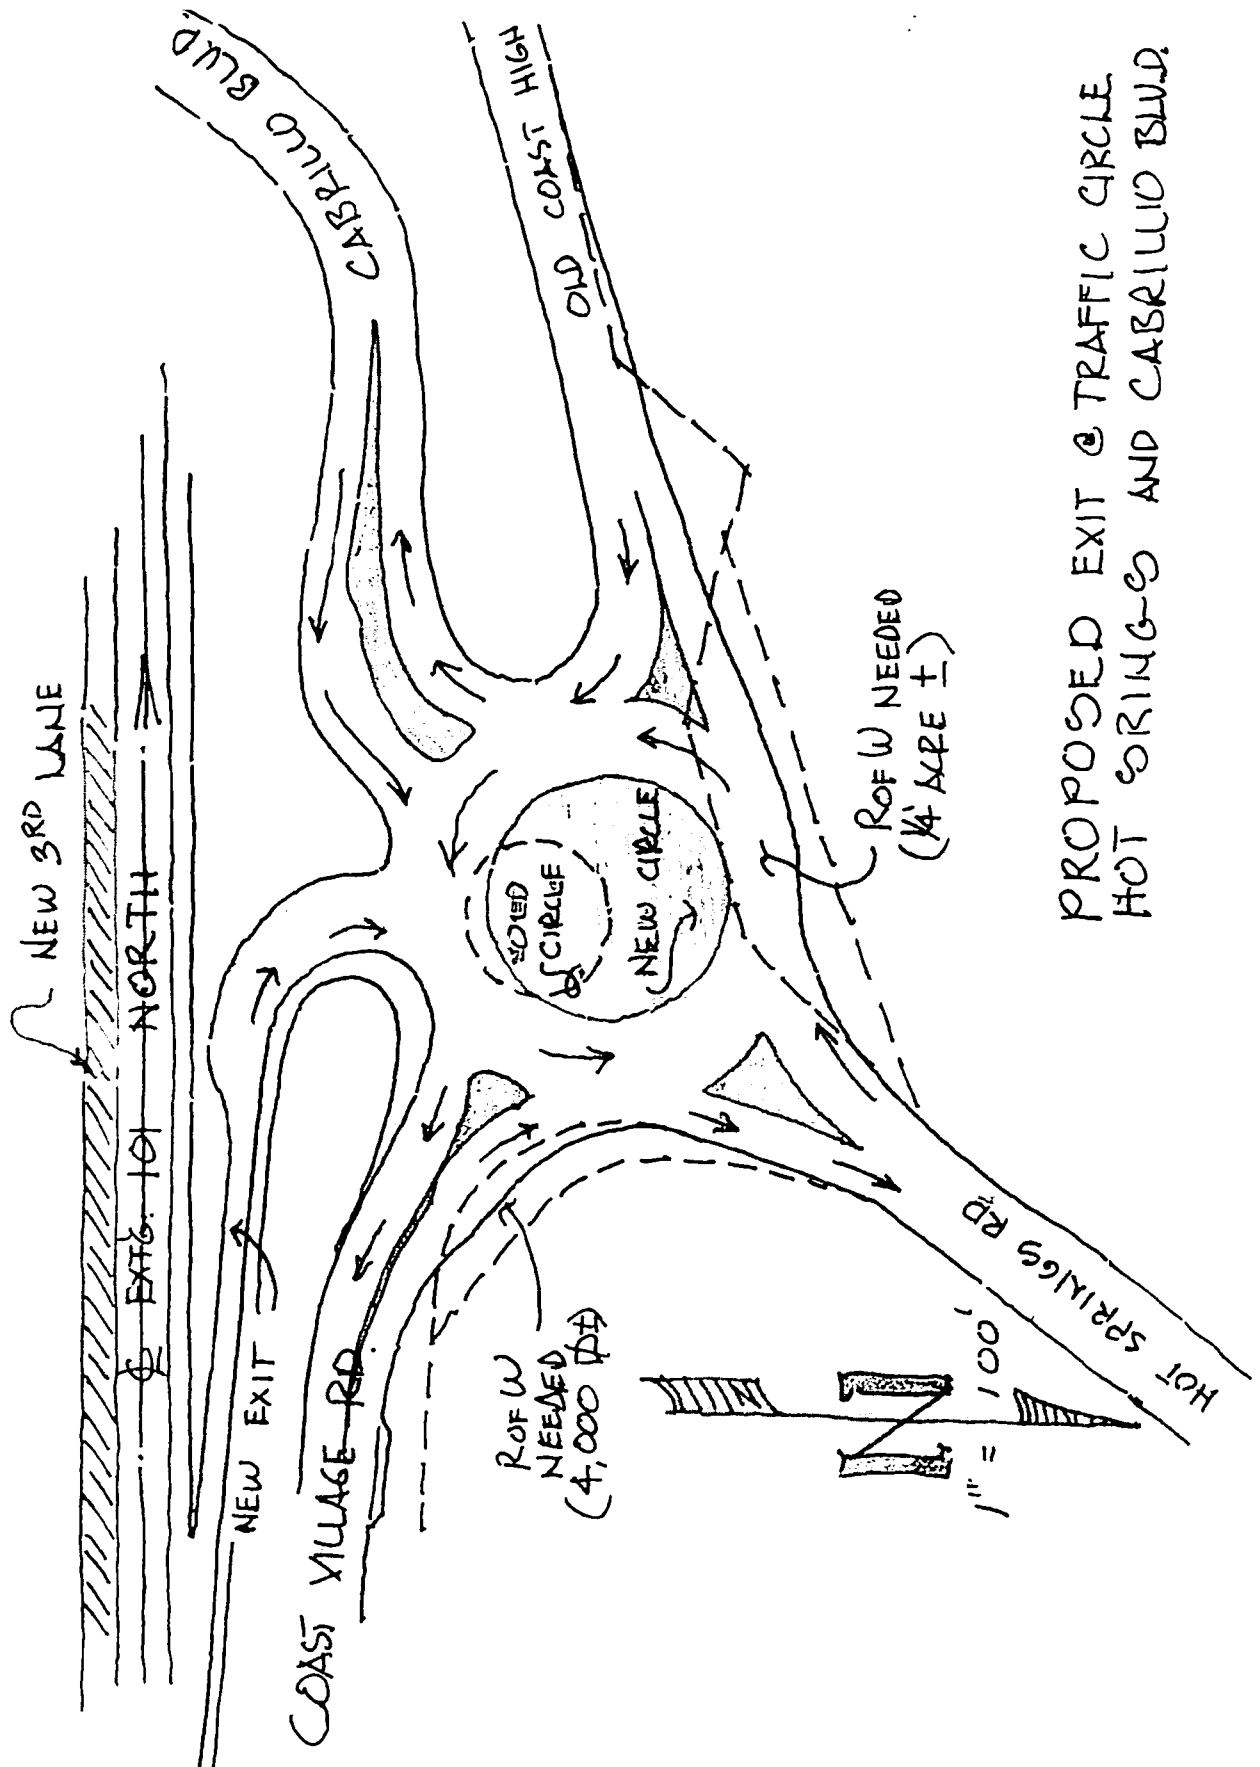 NEW 3RD LANE
℄ EXT'G. 101 NORTH
NEW EXIT
COAST VILLAGE RD
CABRILLO BLVD
OLD COAST HIGH
OLD
CIRCLE
NEW CIRCLE
R OF W
NEEDED
(4,000 ⏍)
R OF W NEEDED
(1/4 ACRE ±)
HOT SPRINGS RD
N
N
1" = 100'
PROPOSED EXIT @ TRAFFIC CIRCLE
HOT SRINGS AND CABRILLO BLVD.